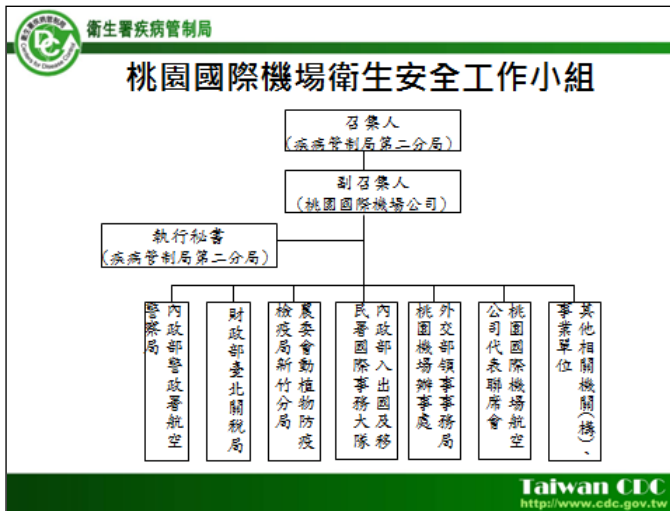 衛生署疾病管制局
桃園國際機場衛生安全工作小組
召集人
(疾病管制局第二分局)
副召集人
(桃園國際機場公司)
執行秘書
(疾病管制局第二分局)
內政部警政署航空
警察局
財政部臺北關稅局
農委會動植物防疫
檢疫局新竹分局
內政部入出國及移
民署國際事務大隊
外交部領事事務局
桃園機場辦事處
桃園國際機場航空
公司代表聯席會
其他相關機關(構)、
事業單位
Taiwan CDC
http://www.cdc.gov.tw